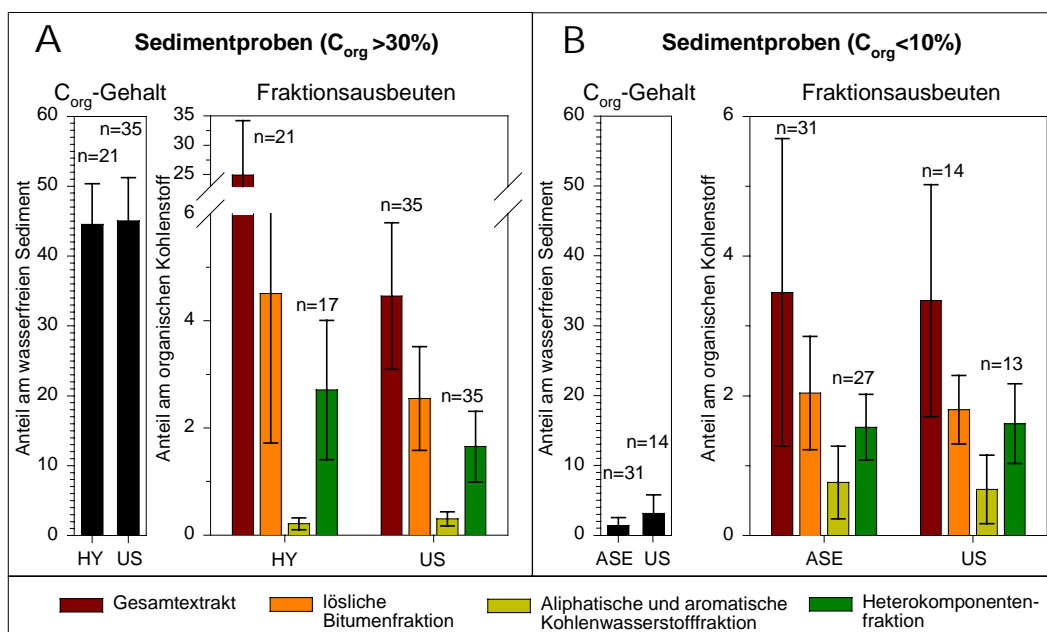 A
Sedimentproben (Corg >30%)
Corg-Gehalt
Fraktionsausbeuten
Anteil am wasserfreien Sediment
60
50
40
30
20
10
0
n=35
n=21
HY US
Anteil am organischen Kohlenstoff
35
30
25
6
4
2
0
n=21
n=17
n=35
n=35
HY US
B
Sedimentproben (Corg<10%)
Corg-Gehalt
Fraktionsausbeuten
Anteil am wasserfreien Sediment
60
50
40
30
20
10
0
n=14
n=31
ASE US
Anteil am organischen Kohlenstoff
6
4
2
0
n=31
n=27
n=14
n=13
ASE US
Gesamtextrakt
lösliche
Bitumenfraktion
Aliphatische und aromatische
Kohlenwasserstofffraktion
Heterokomponenten-
fraktion